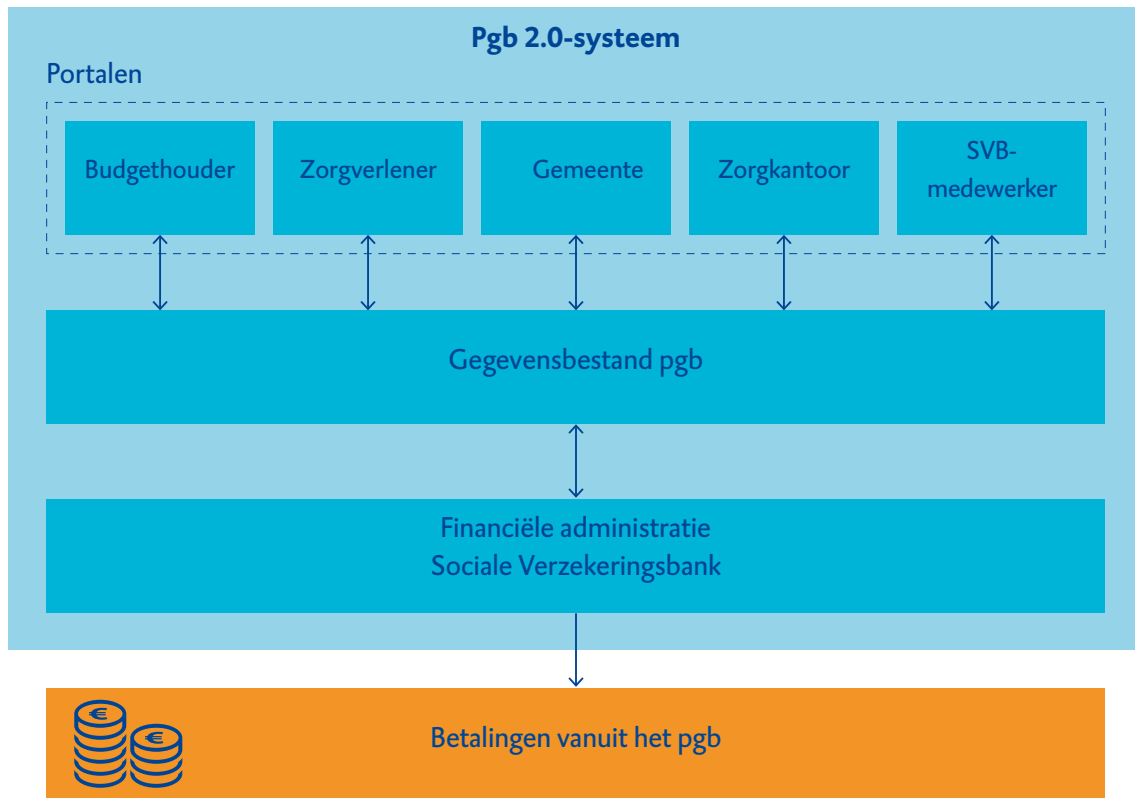 Pgb 2.0-systeem
Portalen
Budgethouder
Zorgverlener
Gemeente
Zorgkantoor
SVB-
medewerker
Gegevensbestand pgb
Financiële administratie
Sociale Verzekeringsbank
€
€
Betalingen vanuit het pgb